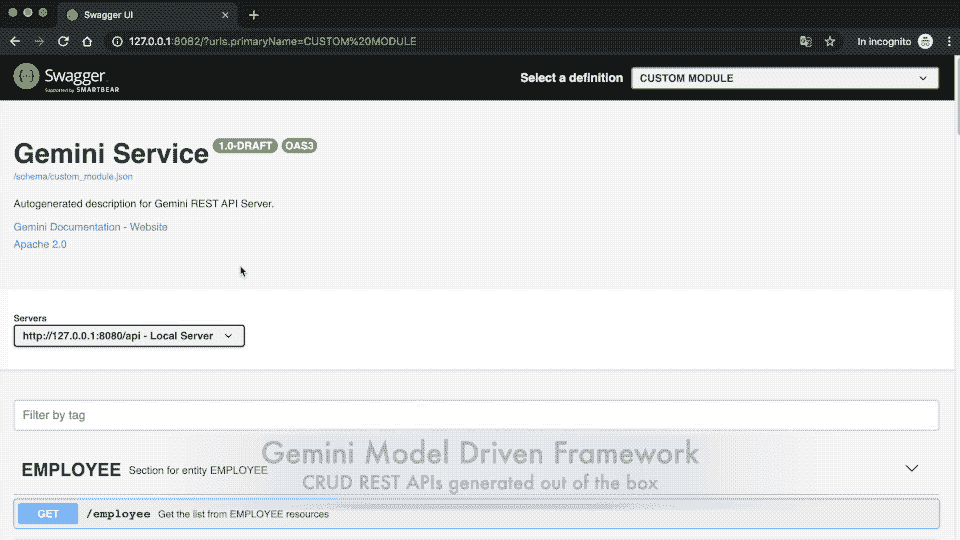 Swagger UI
127.0.0.1:8082/?urls.primaryName=CUSTOM%20MODULE
In incognito
Swagger
Supported by SMARTBEAR
Select a definition
CUSTOM MODULE
Gemini Service
1.0-DRAFT
OAS3
/schema/custom_module.json
Autogenerated description for Gemini REST API Server.
Gemini Documentation - Website
Apache 2.0
Servers
http://127.0.0.1:8080/api - Local Server
Filter by tag
Gemini Model Driven Framework
EMPLOYEE Section for entity EMPLOYEE
CRUD REST APIs generated out of the box
GET /employee Get the list from EMPLOYEE resources